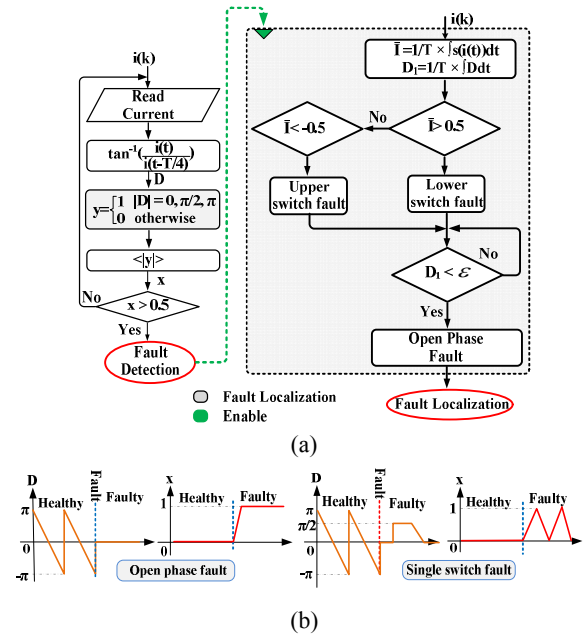 i(k)
Read
Current
tan⁻¹(i(t)/i(t-T/4))
D
y={1 |D|=0, π/2, π
0 otherwise
<|y|>
x
No
x > 0.5
Yes
Fault
Detection
i(k)
Ī=1/T × ∫s(i(t))dt
D₁=1/T × ∫Ddt
Ī< -0.5
No
Ī> 0.5
Upper
switch fault
Lower
switch fault
No
D₁ < ε
Yes
Open Phase
Fault
Fault Localization
Fault Localization
Enable
(a)
D
π
Healthy
Fault
Faulty
0
-π
x
1
Healthy
Faulty
0
Open phase fault
D
π
π/2
Healthy
Fault
Faulty
0
-π
x
1
Healthy
Faulty
0
Single switch fault
(b)